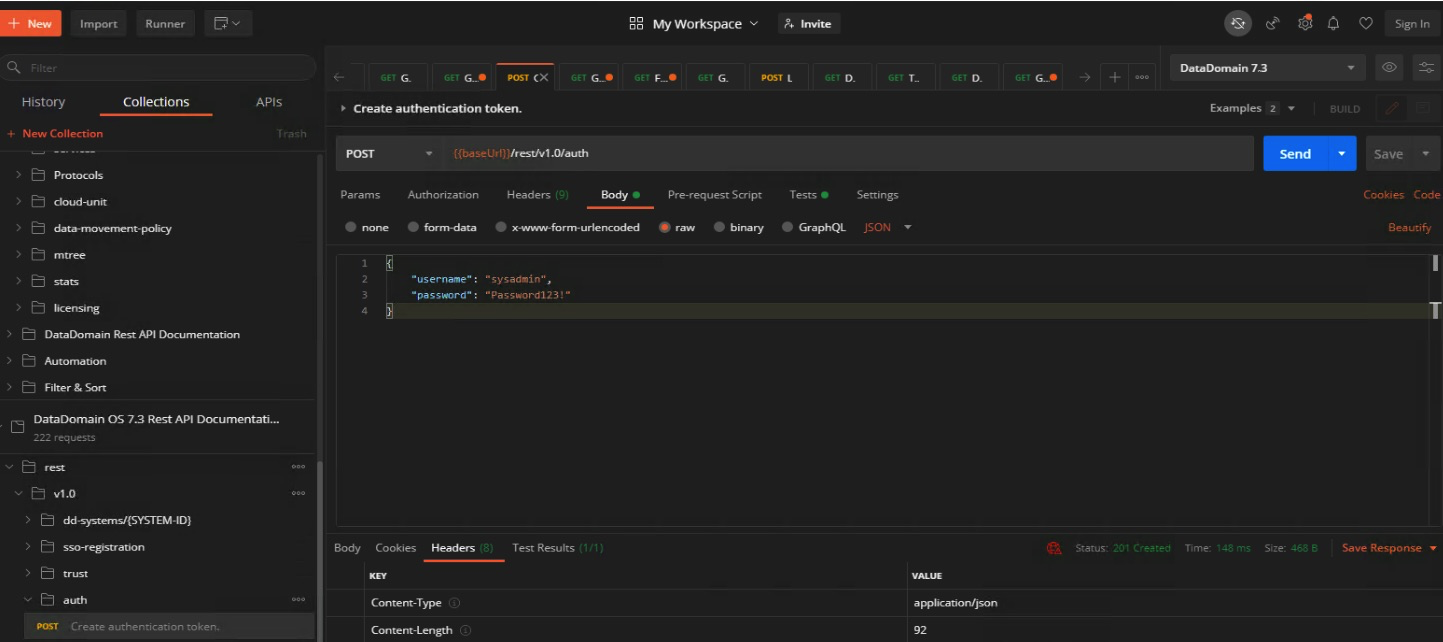 + New Import Runner My Workspace Invite Sign In
Filter
GET G. GET G.. POST C X GET G.. GET F.. GET G. POST L GET D. GET T.. GET D. GET G.. + ooo DataDomain 7.3
History Collections APIs
Create authentication token. Examples 2 BUILD
+ New Collection Trash
POST {{baseUrl}}/rest/v1.0/auth Send Save
Protocols
cloud-unit
data-movement-policy
mtree
stats
licensing
DataDomain Rest API Documentation
Automation
Filter & Sort
DataDomain OS 7.3 Rest API Documentati...
222 requests
rest
v1.0
dd-systems/{SYSTEM-ID}
sso-registration
trust
auth
POST Create authentication token.
Params Authorization Headers (9) Body Pre-request Script Tests Settings Cookies Code
none form-data x-www-form-urlencoded raw binary GraphQL JSON Beautify
1 {
2 "username": "sysadmin",
3 "password": "Password123!"
4 }
Body Cookies Headers (8) Test Results (1/1) Status: 201 Created Time: 148 ms Size: 468 B Save Response
KEY VALUE
Content-Type application/json
Content-Length 92